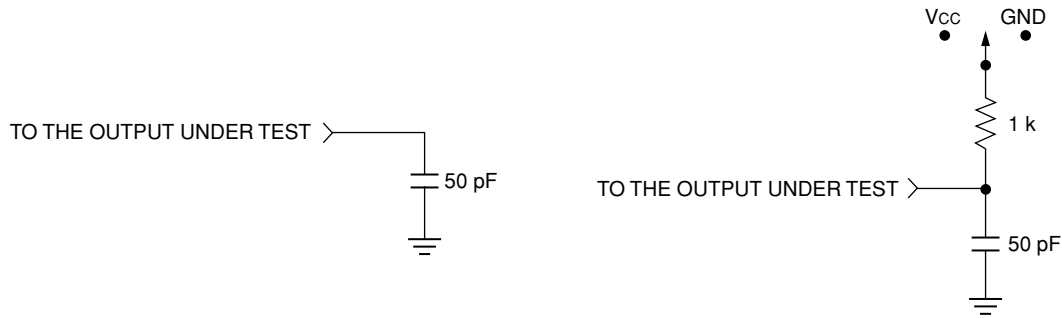 TO THE OUTPUT UNDER TEST
50 pF
VCC
GND
1 k
TO THE OUTPUT UNDER TEST
50 pF